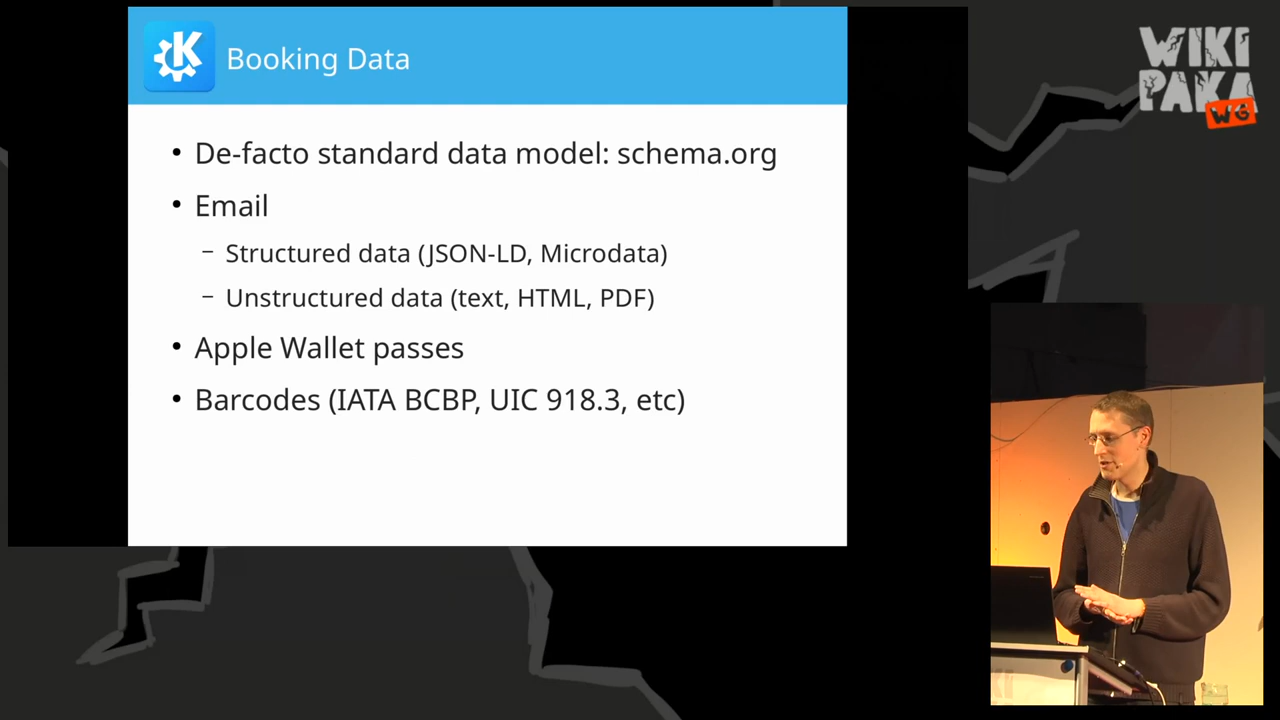 Booking Data
• De-facto standard data model: schema.org
• Email
– Structured data (JSON-LD, Microdata)
– Unstructured data (text, HTML, PDF)
• Apple Wallet passes
• Barcodes (IATA BCBP, UIC 918.3, etc)
WIKI
PAKA
WG